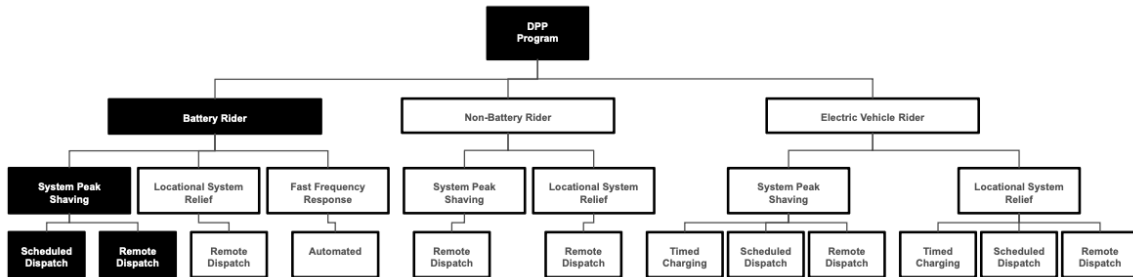 DPP
Program
Battery Rider
Non-Battery Rider
Electric Vehicle Rider
System Peak
Shaving
Locational System
Relief
Fast Frequency
Response
System Peak
Shaving
Locational System
Relief
System Peak
Shaving
Locational System
Relief
Scheduled
Dispatch
Remote
Dispatch
Remote
Dispatch
Automated
Remote
Dispatch
Remote
Dispatch
Timed
Charging
Scheduled
Dispatch
Remote
Dispatch
Timed
Charging
Scheduled
Dispatch
Remote
Dispatch